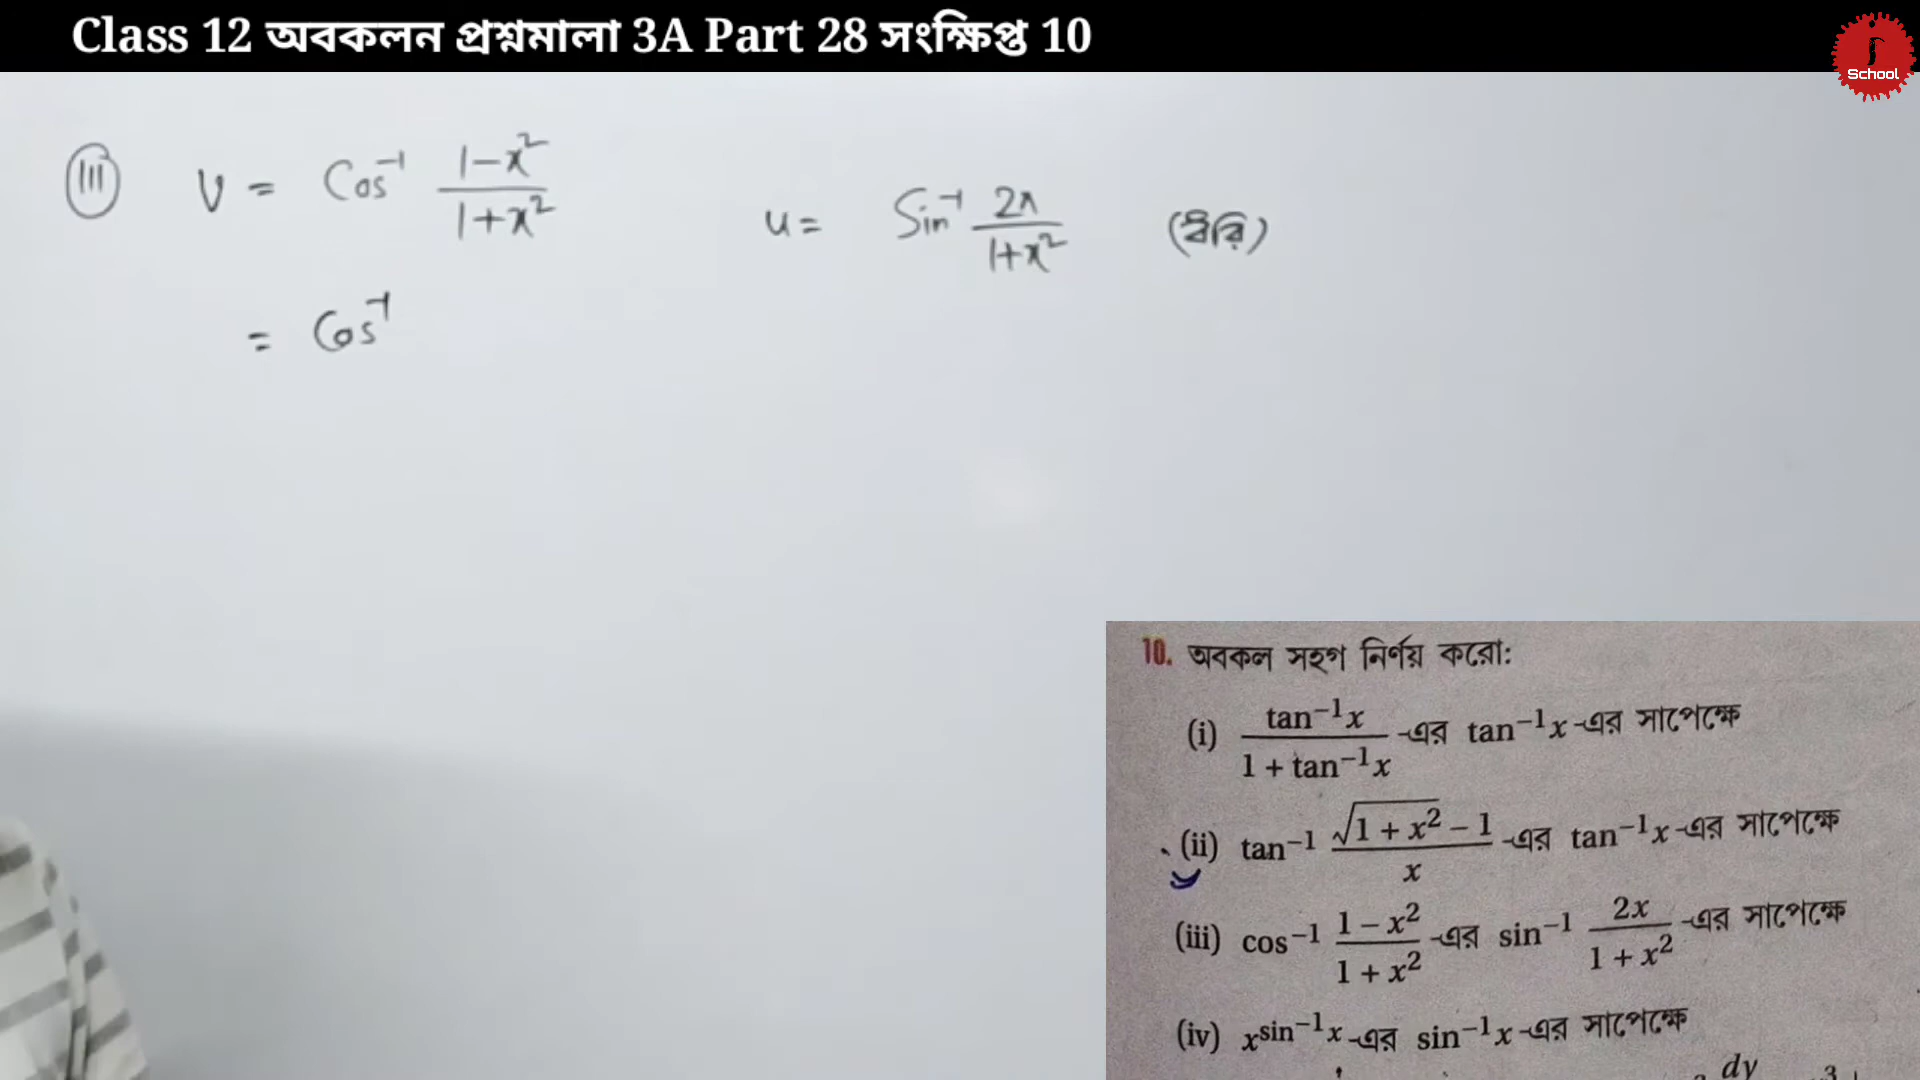 Class 12 অবকলন প্রশ্নমালা 3A Part 28 সংক্ষিপ্ত 10
School
(III) V = Cos⁻¹ (1-x²)/(1+x²) u = Sin⁻¹ 2x/(1+x²) (ধরি)
= Cos⁻¹
10. অবকল সহগ নির্ণয় করো:
(i) tan⁻¹x/(1 + tan⁻¹x) -এর tan⁻¹x-এর সাপেক্ষে
(ii) tan⁻¹ (√(1 + x²) - 1)/x -এর tan⁻¹x-এর সাপেক্ষে
(iii) cos⁻¹ (1 - x²)/(1 + x²) -এর sin⁻¹ 2x/(1 + x²) -এর সাপেক্ষে
(iv) x^(sin⁻¹x)-এর sin⁻¹x-এর সাপেক্ষে
dy